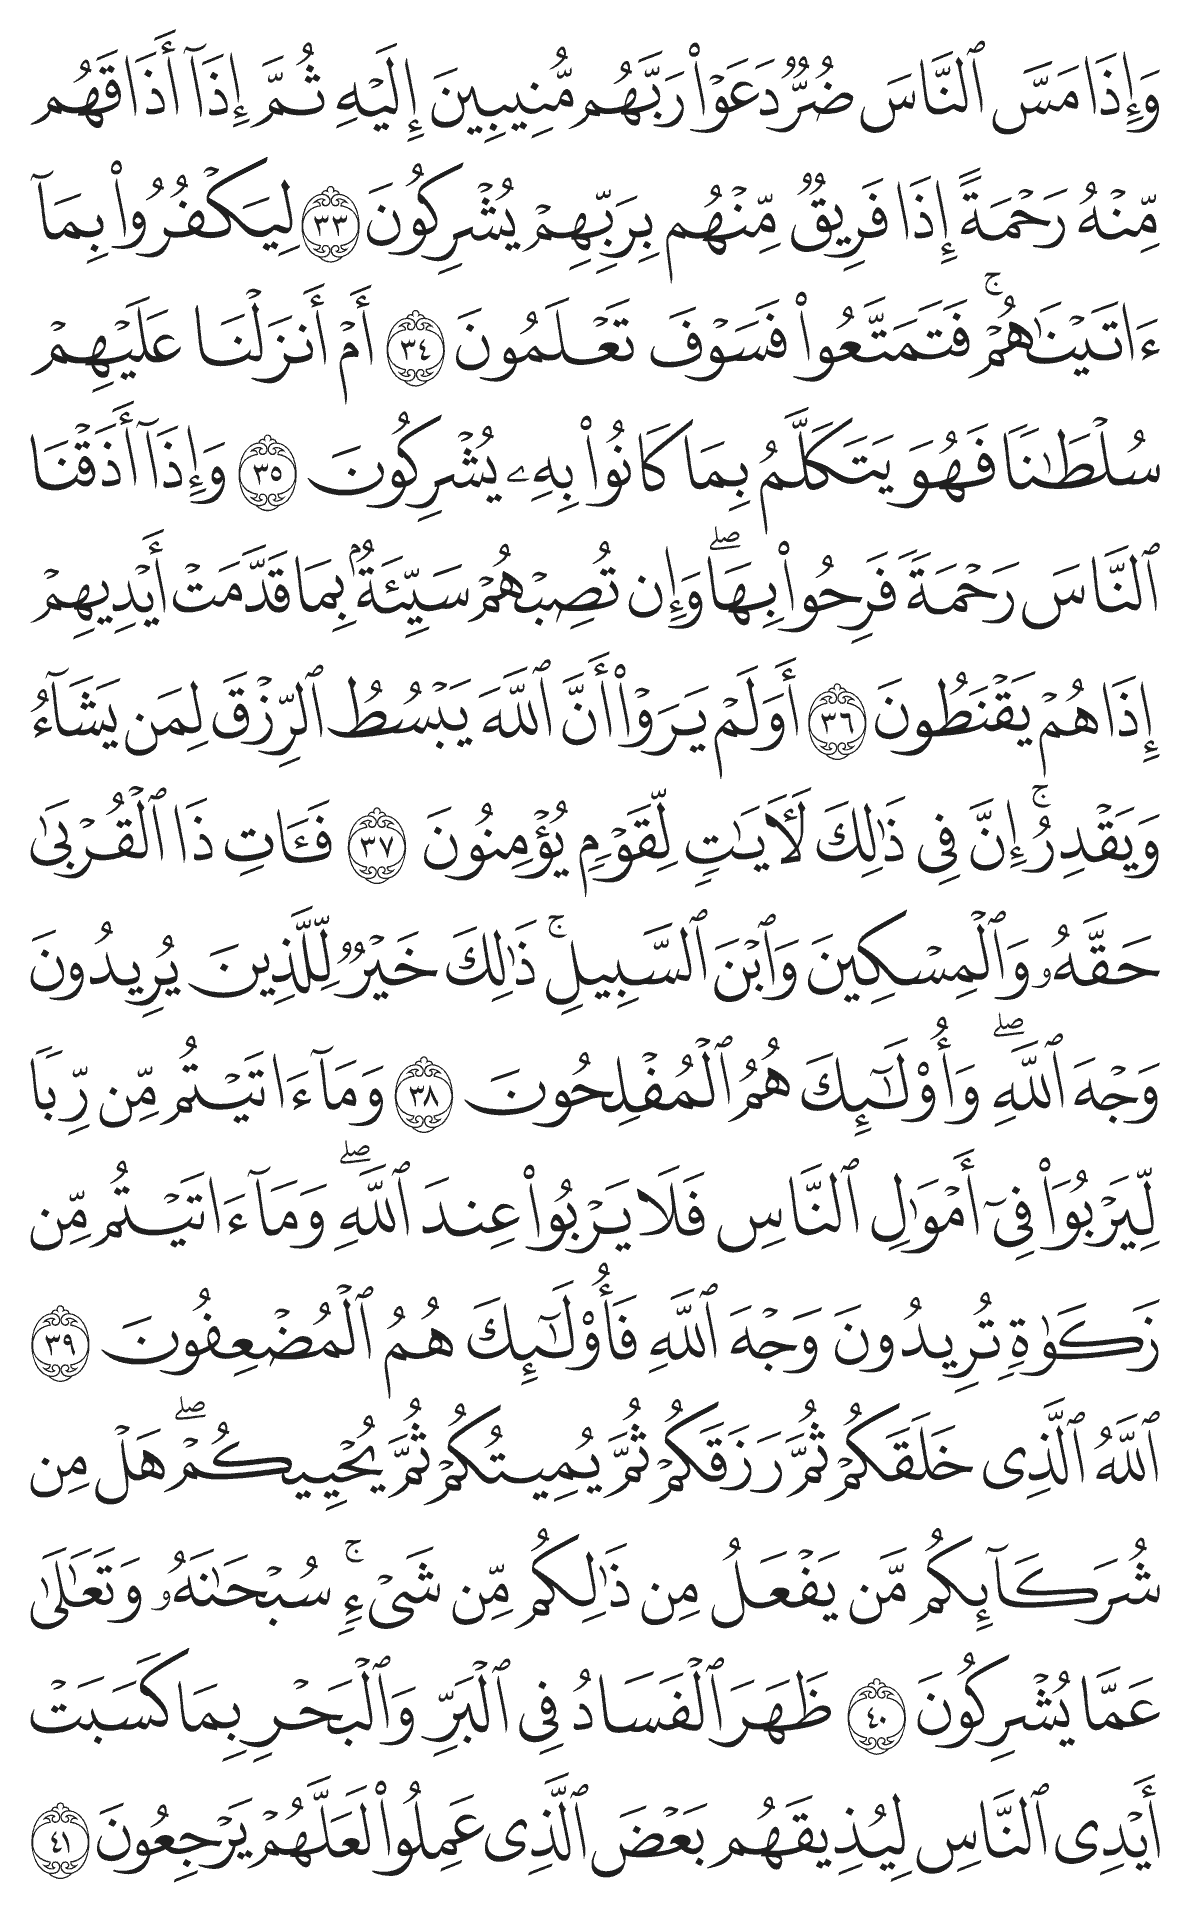 وَإِذَا مَسَّ ٱلنَّاسَ ضُرٌّ دَعَوۡاْ رَبَّهُم مُّنِيبِينَ إِلَيۡهِ ثُمَّ إِذَآ أَذَاقَهُم
مِّنۡهُ رَحۡمَةً إِذَا فَرِيقٌ مِّنۡهُم بِرَبِّهِمۡ يُشۡرِكُونَ ٣٣ لِيَكۡفُرُواْ بِمَآ
ءَاتَيۡنَٰهُمۡۚ فَتَمَتَّعُواْ فَسَوۡفَ تَعۡلَمُونَ ٣٤ أَمۡ أَنزَلۡنَا عَلَيۡهِمۡ
سُلۡطَٰنًا فَهُوَ يَتَكَلَّمُ بِمَا كَانُواْ بِهِۦ يُشۡرِكُونَ ٣٥ وَإِذَآ أَذَقۡنَا
ٱلنَّاسَ رَحۡمَةً فَرِحُواْ بِهَاۖ وَإِن تُصِبۡهُمۡ سَيِّئَةُۢ بِمَا قَدَّمَتۡ أَيۡدِيهِمۡ
إِذَا هُمۡ يَقۡنَطُونَ ٣٦ أَوَلَمۡ يَرَوۡاْ أَنَّ ٱللَّهَ يَبۡسُطُ ٱلرِّزۡقَ لِمَن يَشَآءُ
وَيَقۡدِرُۚ إِنَّ فِي ذَٰلِكَ لَأٓيَٰتٍ لِّقَوۡمٍ يُؤۡمِنُونَ ٣٧ فَـَٔاتِ ذَا ٱلۡقُرۡبَىٰ
حَقَّهُۥ وَٱلۡمِسۡكِينَ وَٱبۡنَ ٱلسَّبِيلِۚ ذَٰلِكَ خَيۡرٌ لِّلَّذِينَ يُرِيدُونَ
وَجۡهَ ٱللَّهِۖ وَأُوْلَٰٓئِكَ هُمُ ٱلۡمُفۡلِحُونَ ٣٨ وَمَآ ءَاتَيۡتُم مِّن رِّبًا
لِّيَرۡبُوَاْ فِيٓ أَمۡوَٰلِ ٱلنَّاسِ فَلَا يَرۡبُواْ عِندَ ٱللَّهِۖ وَمَآ ءَاتَيۡتُم مِّن
زَكَوٰةٍ تُرِيدُونَ وَجۡهَ ٱللَّهِ فَأُوْلَٰٓئِكَ هُمُ ٱلۡمُضۡعِفُونَ ٣٩
ٱللَّهُ ٱلَّذِي خَلَقَكُمۡ ثُمَّ رَزَقَكُمۡ ثُمَّ يُمِيتُكُمۡ ثُمَّ يُحۡيِيكُمۡۖ هَلۡ مِن
شُرَكَآئِكُم مَّن يَفۡعَلُ مِن ذَٰلِكُم مِّن شَيۡءٍۚ سُبۡحَٰنَهُۥ وَتَعَٰلَىٰ
عَمَّا يُشۡرِكُونَ ٤٠ ظَهَرَ ٱلۡفَسَادُ فِي ٱلۡبَرِّ وَٱلۡبَحۡرِ بِمَا كَسَبَتۡ
أَيۡدِي ٱلنَّاسِ لِيُذِيقَهُم بَعۡضَ ٱلَّذِي عَمِلُواْ لَعَلَّهُمۡ يَرۡجِعُونَ ٤١